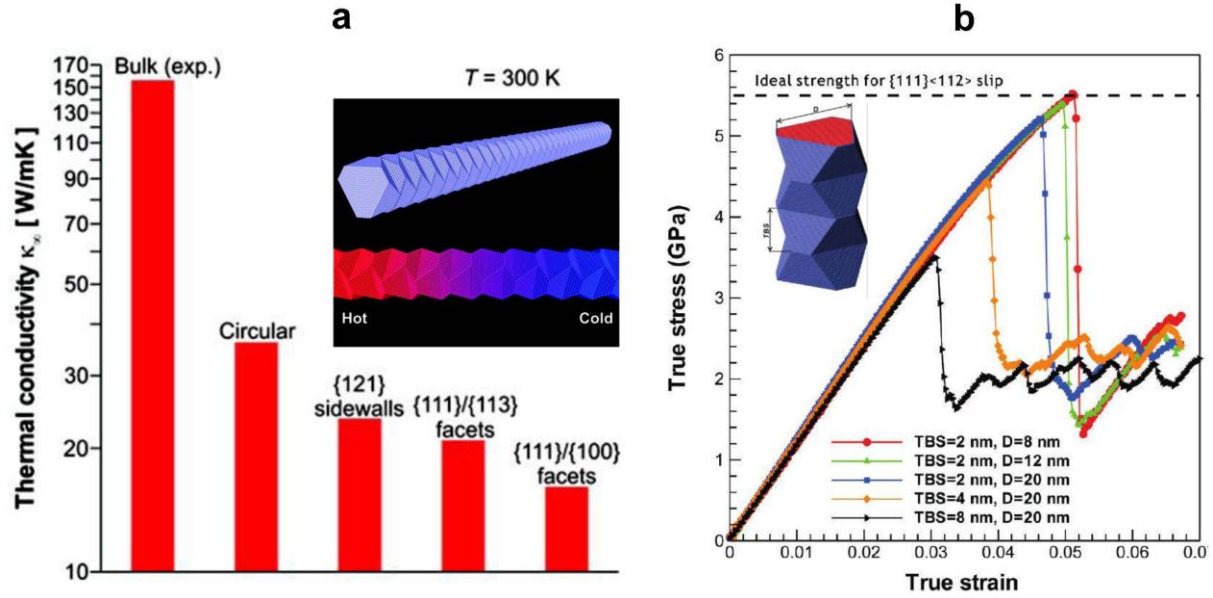 a
Thermal conductivity κ∞ [ W/mK ]
170
150
130
110
90
70
50
30
20
10
Bulk (exp.)
Circular
{121}
sidewalls
{111}/{113}
facets
{111}/{100}
facets
T = 300 K
Hot
Cold
b
True stress (GPa)
6
5
4
3
2
1
0
0
0.01
0.02
0.03
0.04
0.05
0.06
0.0
True strain
Ideal strength for {111}<112> slip
D
TBS
TBS=2 nm, D=8 nm
TBS=2 nm, D=12 nm
TBS=2 nm, D=20 nm
TBS=4 nm, D=20 nm
TBS=8 nm, D=20 nm